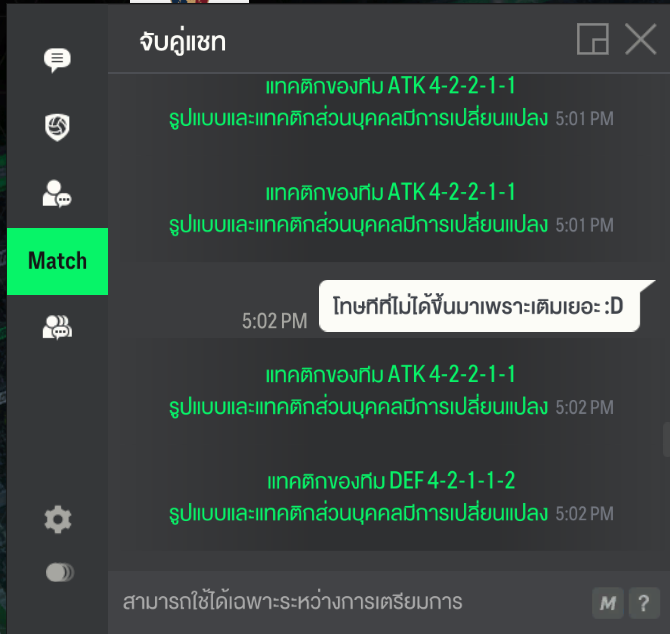 จับคู่แชท
แทคติกของทีม ATK 4-2-2-1-1
รูปแบบและแทคติกส่วนบุคคลมีการเปลี่ยนแปลง 5:01 PM
แทคติกของทีม ATK 4-2-2-1-1
รูปแบบและแทคติกส่วนบุคคลมีการเปลี่ยนแปลง 5:01 PM
Match
โทษทีที่ไม่ได้ขึ้นมาเพราะเติมเยอะ :D
5:02 PM
แทคติกของทีม ATK 4-2-2-1-1
รูปแบบและแทคติกส่วนบุคคลมีการเปลี่ยนแปลง 5:02 PM
แทคติกของทีม DEF 4-2-1-1-2
รูปแบบและแทคติกส่วนบุคคลมีการเปลี่ยนแปลง 5:02 PM
สามารถใช้ได้เฉพาะระหว่างการเตรียมการ
M ?